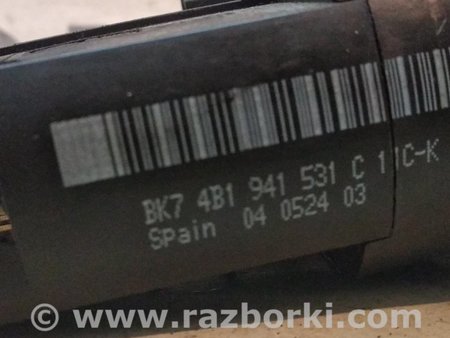 BK7 4B1 941 531 C 11C-K
Spain 04 0524 03
© www.razborki.com